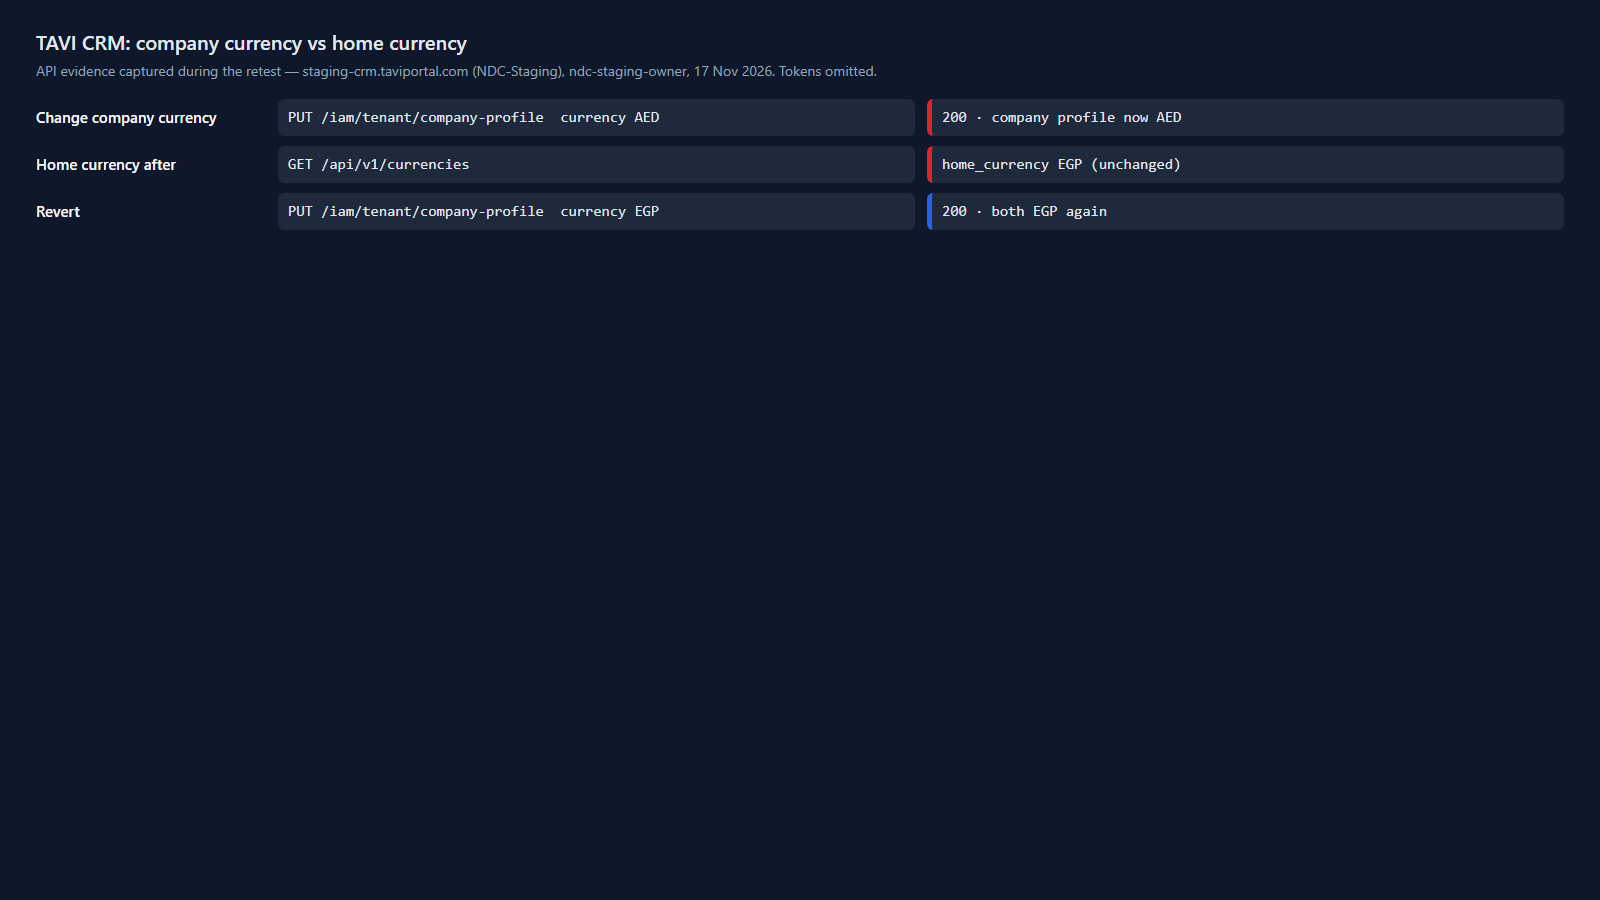 TAVI CRM: company currency vs home currency
API evidence captured during the retest — staging-crm.taviportal.com (NDC-Staging), ndc-staging-owner, 17 Nov 2026. Tokens omitted.
Change company currency PUT /iam/tenant/company-profile  currency AED 200 · company profile now AED
Home currency after GET /api/v1/currencies home_currency EGP (unchanged)
Revert PUT /iam/tenant/company-profile  currency EGP 200 · both EGP again